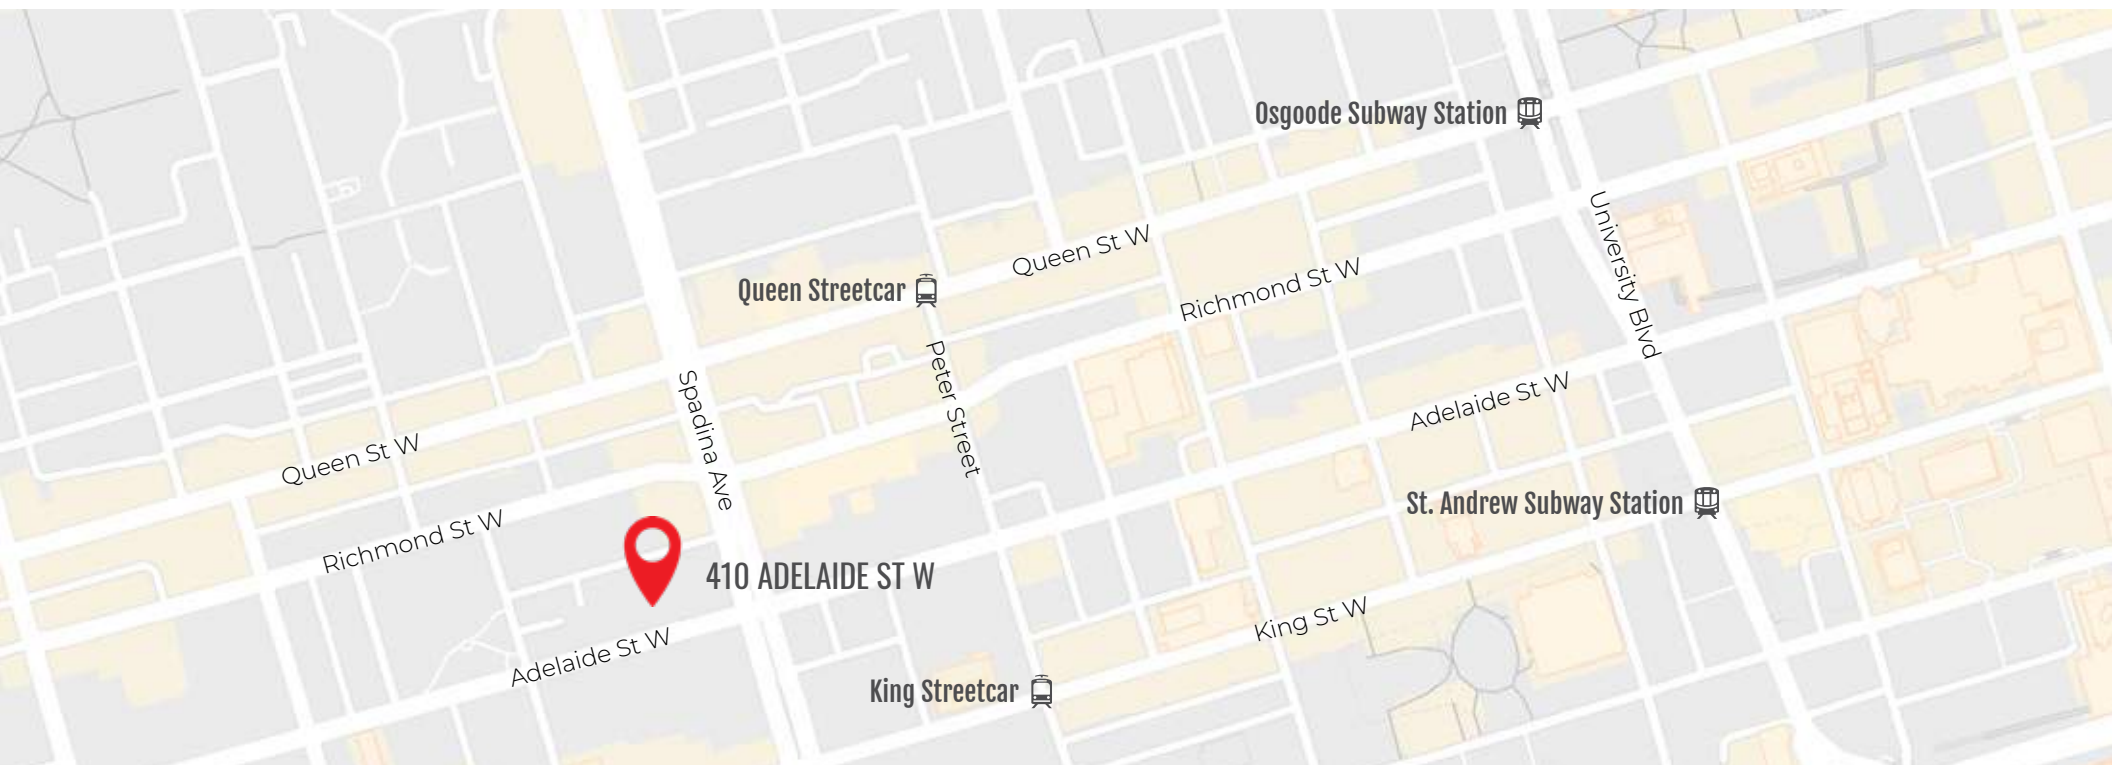 Osgoode Subway Station
Queen St W
Queen Streetcar
Richmond St W
University Blvd
Peter Street
Spadina Ave
Adelaide St W
Queen St W
St. Andrew Subway Station
Richmond St W
410 ADELAIDE ST W
King St W
Adelaide St W
King Streetcar